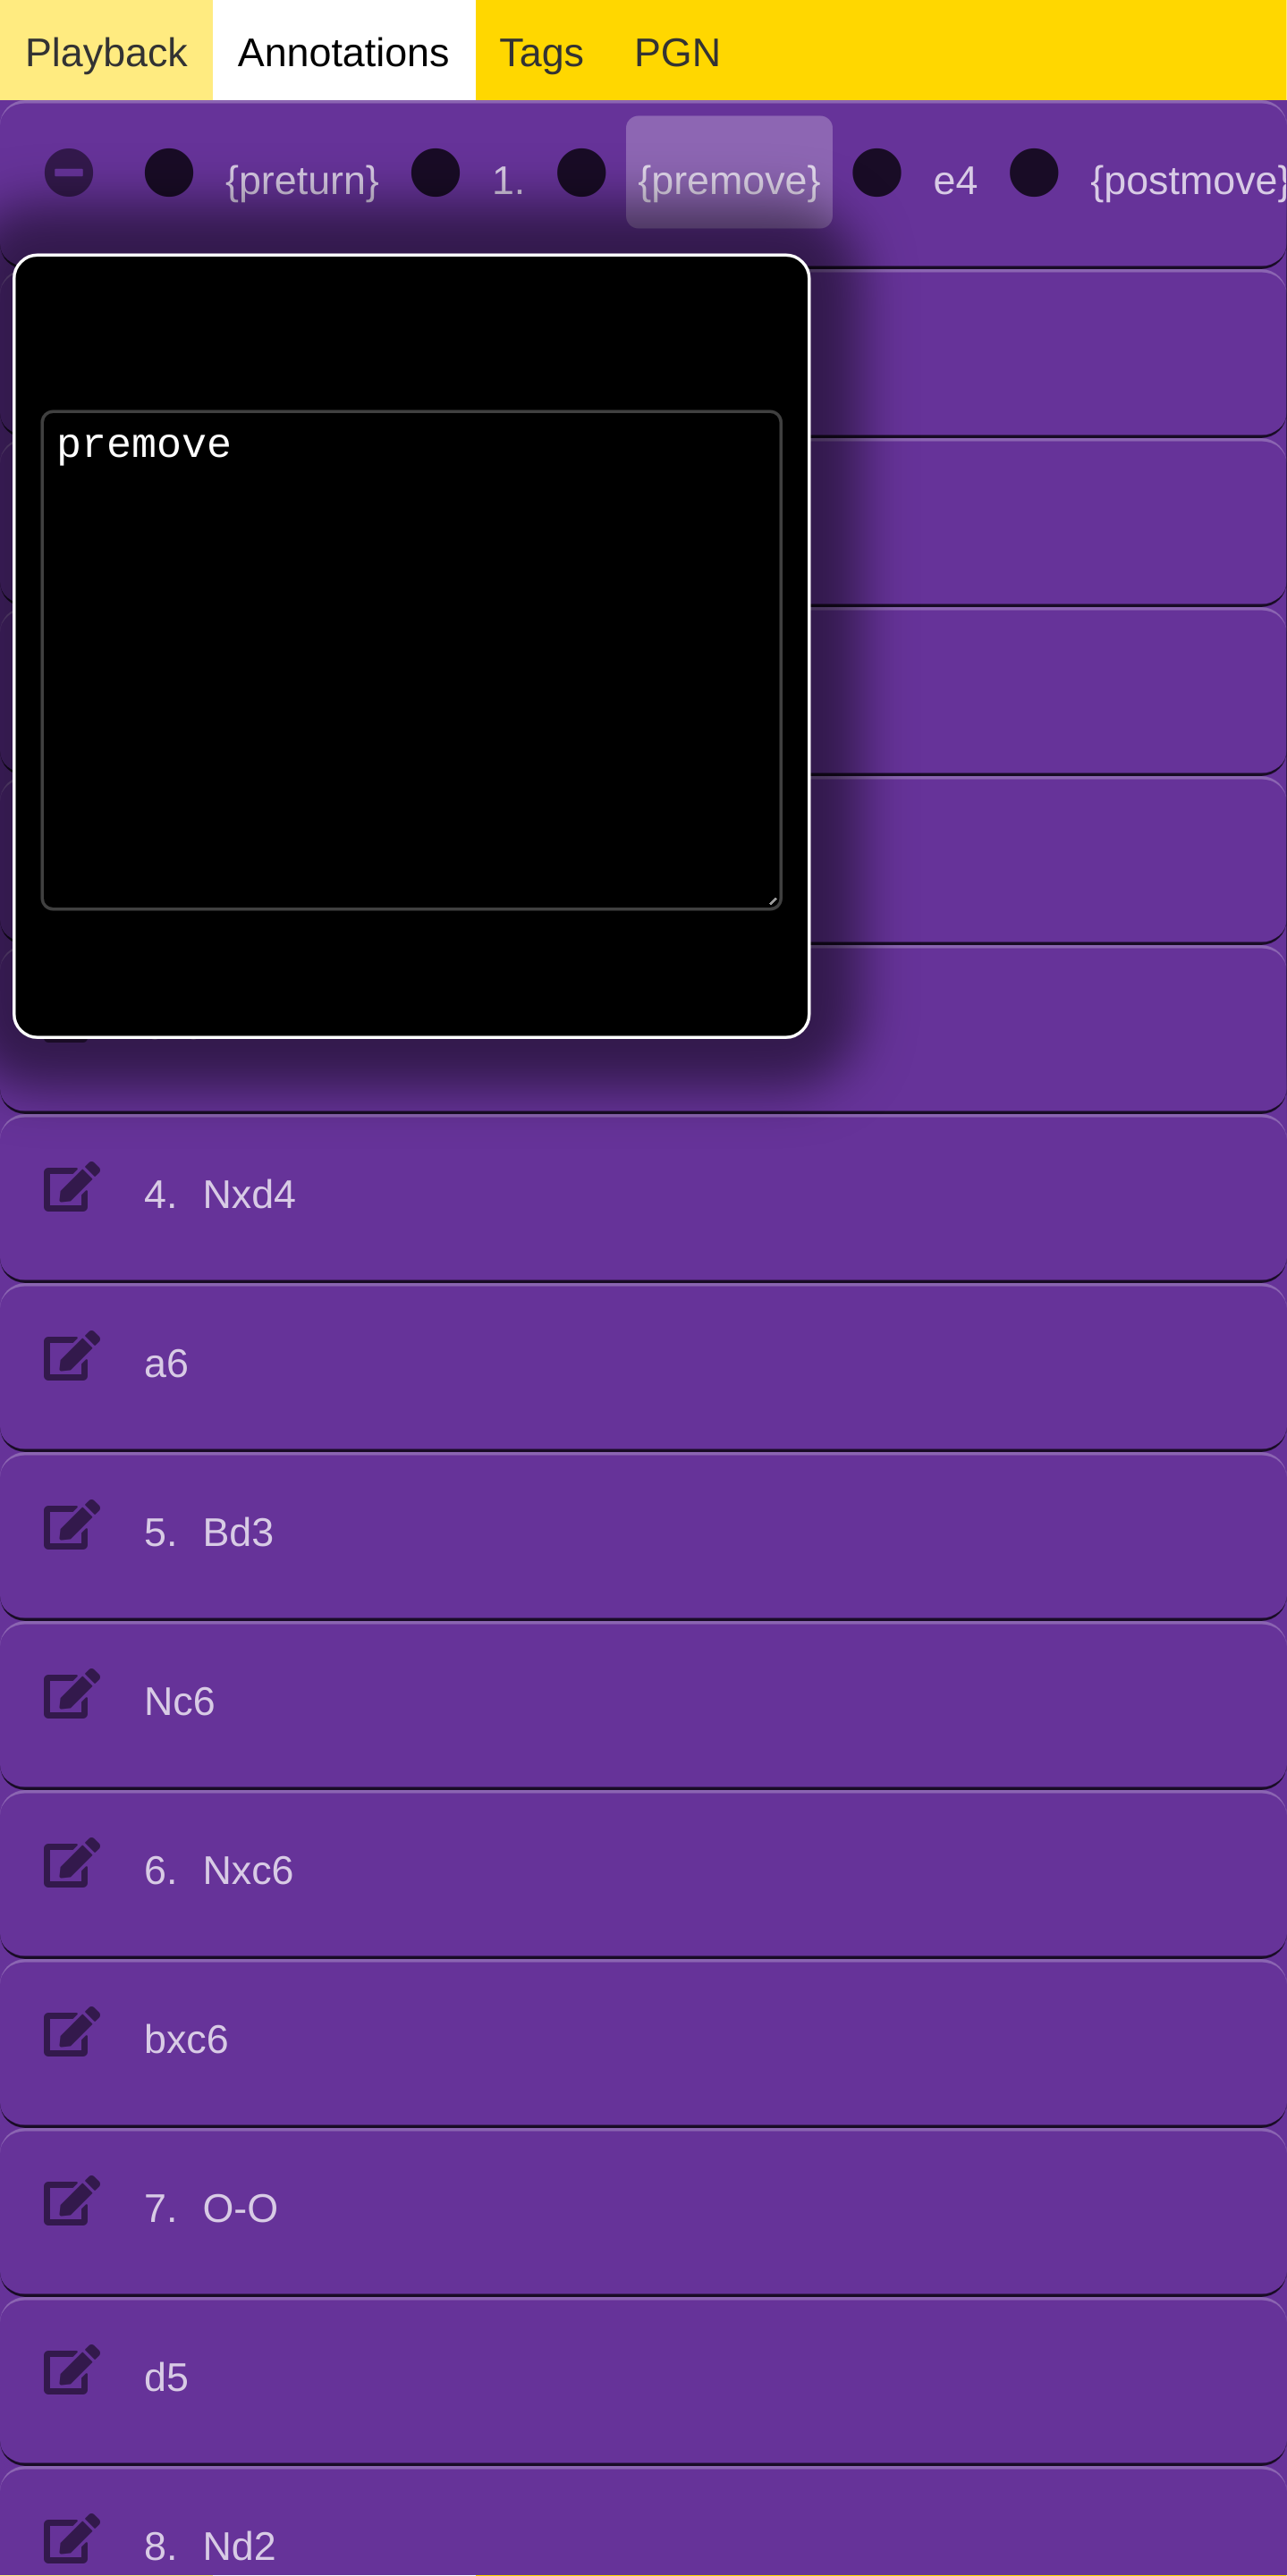 Playback Annotations Tags PGN
{preturn} 1. {premove} e4 {postmove}
premove
4. Nxd4
a6
5. Bd3
Nc6
6. Nxc6
bxc6
7. O-O
d5
8. Nd2